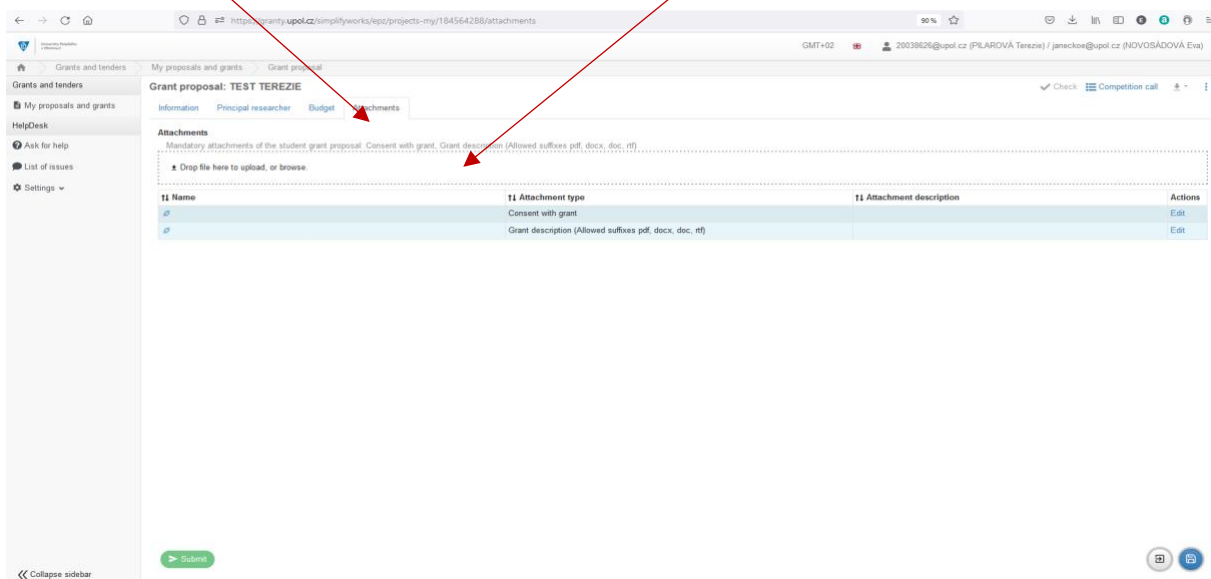 https://granty.upol.cz/simplifyworks/epz/projects-my/184564288/attachments
90 %
GMT+02
20038626@upol.cz (PILAROVÁ Terezie) / janeckoe@upol.cz (NOVOSÁDOVÁ Eva)
Grants and tenders
My proposals and grants
Grant proposal
Grants and tenders
My proposals and grants
HelpDesk
Ask for help
List of issues
Settings
Collapse sidebar
Grant proposal: TEST TEREZIE
Check
Competition call
Information
Principal researcher
Budget
Attachments
Attachments
Mandatory attachments of the student grant proposal: Consent with grant, Grant description (Allowed suffixes pdf, docx, doc, rtf)
Drop file here to upload, or browse.
Name
Attachment type
Attachment description
Actions
Consent with grant
Edit
Grant description (Allowed suffixes pdf, docx, doc, rtf)
Edit
Submit